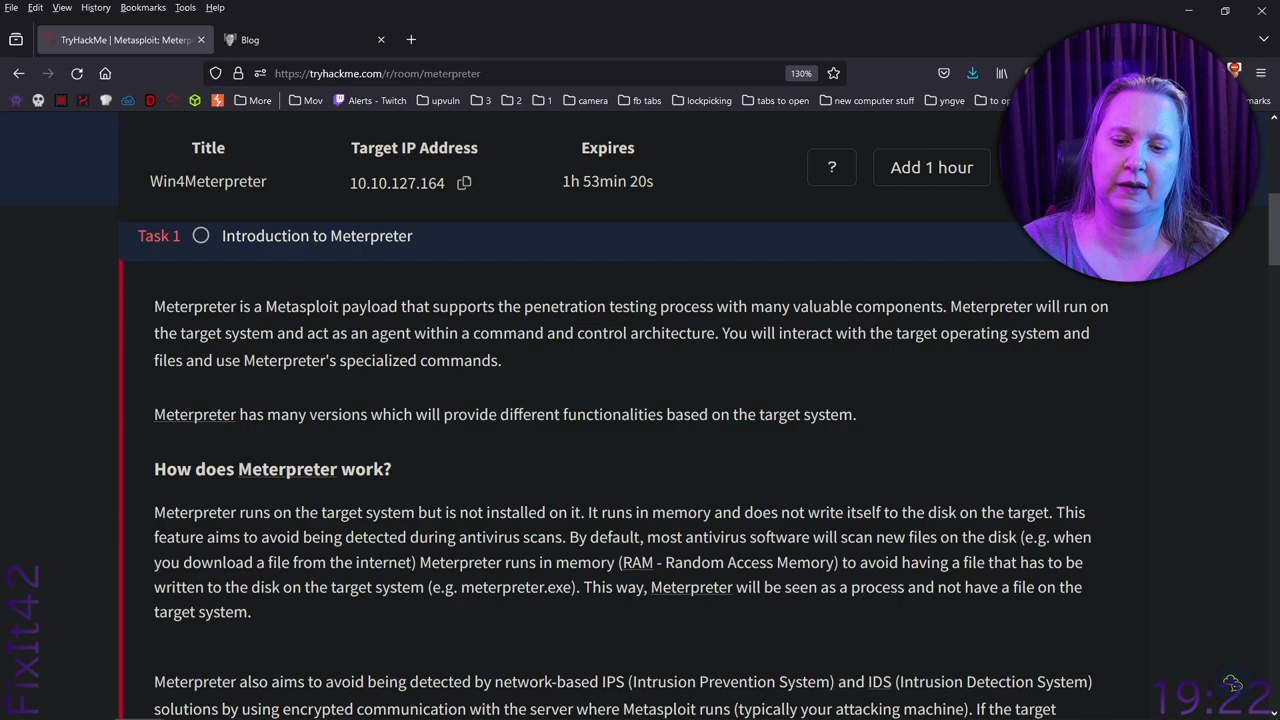 File Edit View History Bookmarks Tools Help
TryHackMe | Metasploit: Meterpr
Blog
https://tryhackme.com/r/room/meterpreter
130%
More
Mov
Alerts - Twitch
upvuln
3
2
1
camera
fb tabs
lockpicking
tabs to open
new computer stuff
yngve
to op
marks
Title
Target IP Address
Expires
Win4Meterpreter
10.10.127.164
1h 53min 20s
?
Add 1 hour
Task 1
Introduction to Meterpreter
Meterpreter is a Metasploit payload that supports the penetration testing process with many valuable components. Meterpreter will run on
the target system and act as an agent within a command and control architecture. You will interact with the target operating system and
files and use Meterpreter's specialized commands.
Meterpreter has many versions which will provide different functionalities based on the target system.
How does Meterpreter work?
Meterpreter runs on the target system but is not installed on it. It runs in memory and does not write itself to the disk on the target. This
feature aims to avoid being detected during antivirus scans. By default, most antivirus software will scan new files on the disk (e.g. when
you download a file from the internet) Meterpreter runs in memory (RAM - Random Access Memory) to avoid having a file that has to be
written to the disk on the target system (e.g. meterpreter.exe). This way, Meterpreter will be seen as a process and not have a file on the
target system.
Meterpreter also aims to avoid being detected by network-based IPS (Intrusion Prevention System) and IDS (Intrusion Detection System)
solutions by using encrypted communication with the server where Metasploit runs (typically your attacking machine). If the target
FixIt42
19:22